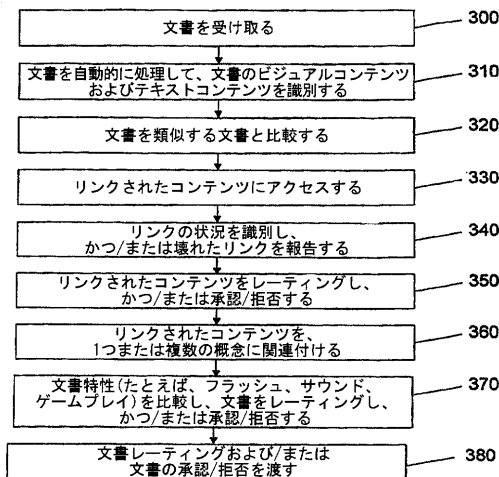 文書を受け取る
300
文書を自動的に処理して、文書のビジュアルコンテンツ
およびテキストコンテンツを識別する
310
文書を類似する文書と比較する
320
リンクされたコンテンツにアクセスする
330
リンクの状況を識別し、
かつ/または壊れたリンクを報告する
340
リンクされたコンテンツをレーティングし、
かつ/または承認/拒否する
350
リンクされたコンテンツを、
1つまたは複数の概念に関連付ける
360
文書特性(たとえば、フラッシュ、サウンド、
ゲームプレイ)を比較し、文書をレーティングし、
かつ/または承認/拒否する
370
文書レーティングおよび/または
文書の承認/拒否を渡す
380